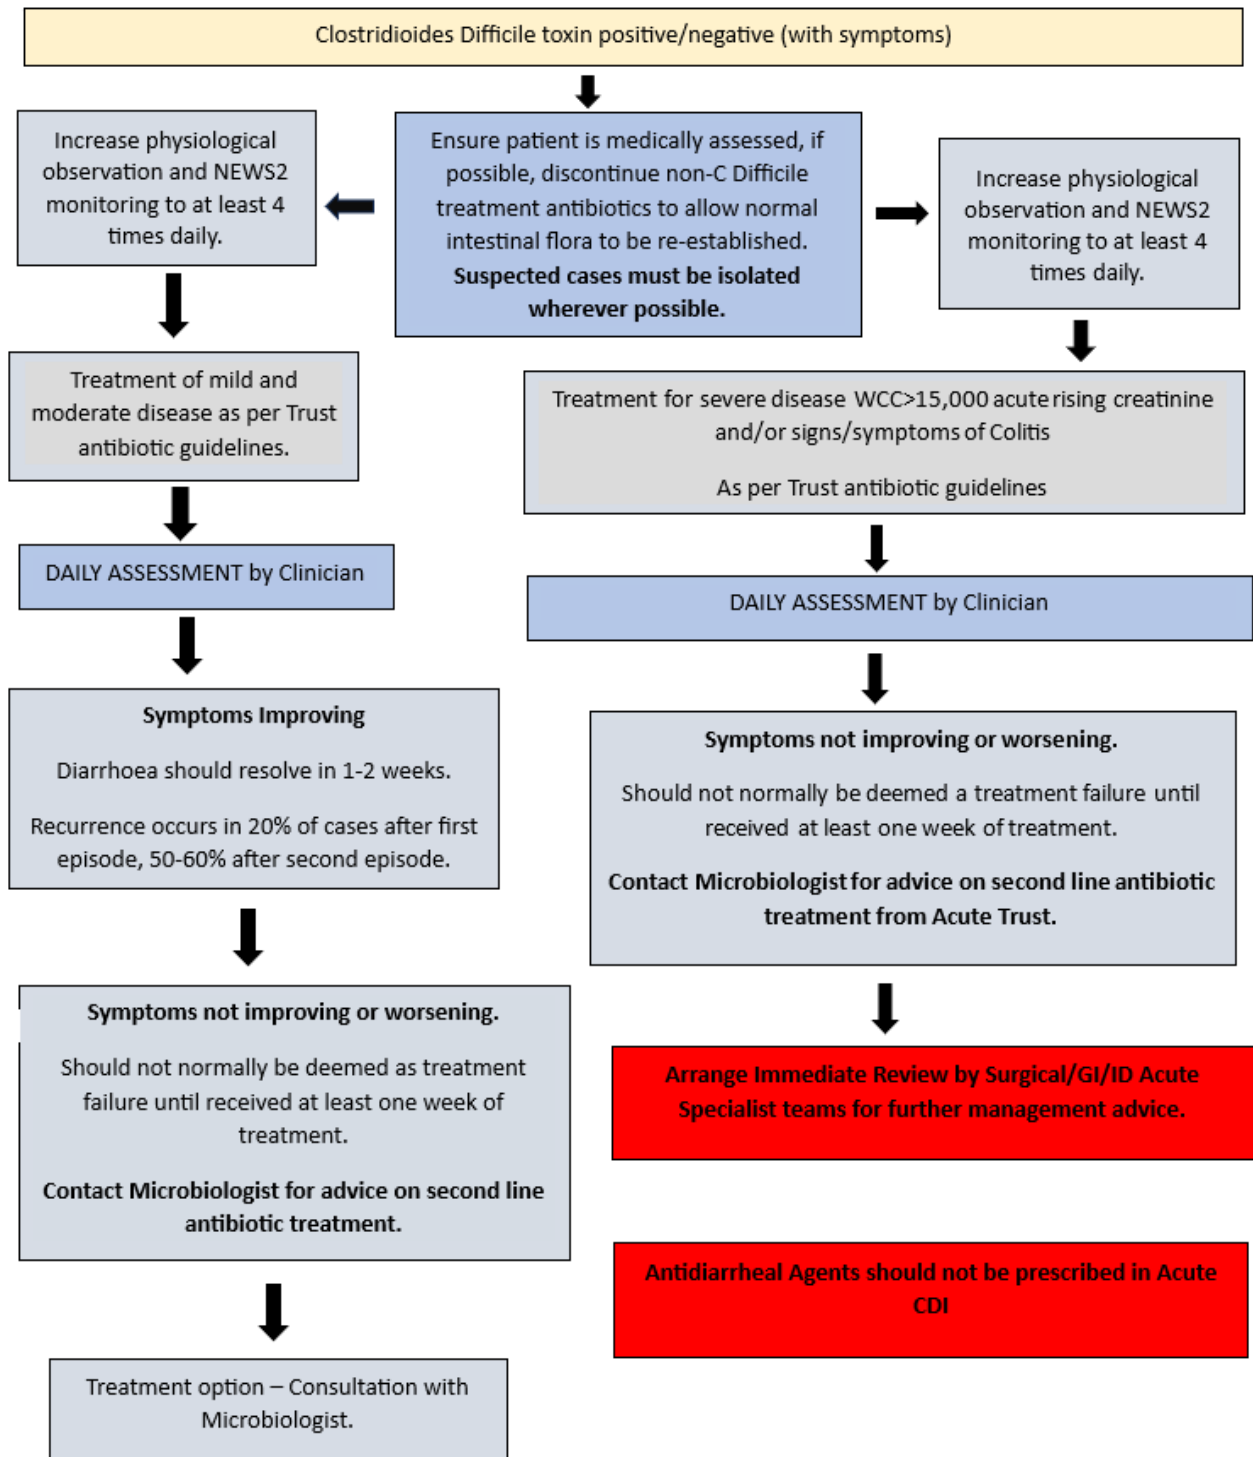 Clostridioides Difficile toxin positive/negative (with symptoms)
Increase physiological
observation and NEWS2
monitoring to at least 4
times daily.
Ensure patient is medically assessed, if
possible, discontinue non-C Difficile
treatment antibiotics to allow normal
intestinal flora to be re-established.
Suspected cases must be isolated
wherever possible.
Increase physiological
observation and NEWS2
monitoring to at least 4
times daily.
Treatment of mild and
moderate disease as per Trust
antibiotic guidelines.
Treatment for severe disease WCC>15,000 acute rising creatinine
and/or signs/symptoms of Colitis
As per Trust antibiotic guidelines
DAILY ASSESSMENT by Clinician
DAILY ASSESSMENT by Clinician
Symptoms Improving
Diarrhoea should resolve in 1-2 weeks.
Recurrence occurs in 20% of cases after first
episode, 50-60% after second episode.
Symptoms not improving or worsening.
Should not normally be deemed a treatment failure until
received at least one week of treatment.
Contact Microbiologist for advice on second line antibiotic
treatment from Acute Trust.
Symptoms not improving or worsening.
Should not normally be deemed as treatment
failure until received at least one week of
treatment.
Contact Microbiologist for advice on second line
antibiotic treatment.
Arrange Immediate Review by Surgical/GI/ID Acute
Specialist teams for further management advice.
Antidiarrheal Agents should not be prescribed in Acute
CDI
Treatment option – Consultation with
Microbiologist.